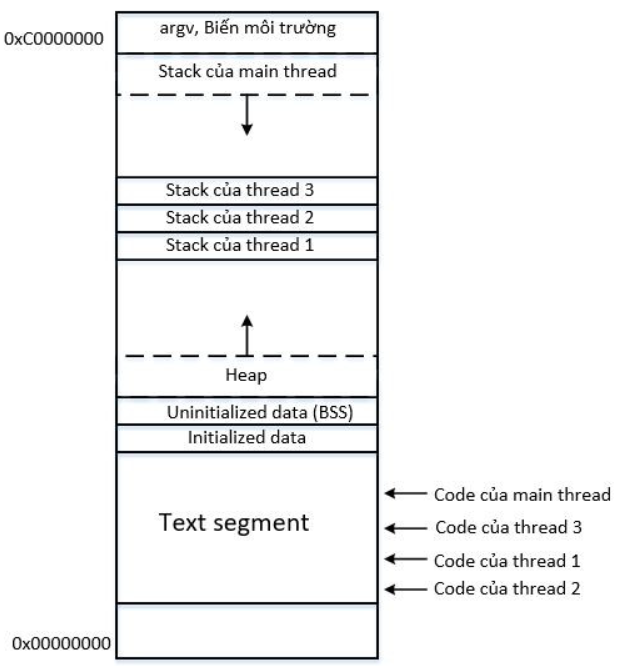 argv, Biến môi trường
0xC0000000
Stack của main thread
Stack của thread 3
Stack của thread 2
Stack của thread 1
Heap
Uninitialized data (BSS)
Initialized data
Text segment
Code của main thread
Code của thread 3
Code của thread 1
Code của thread 2
0x00000000